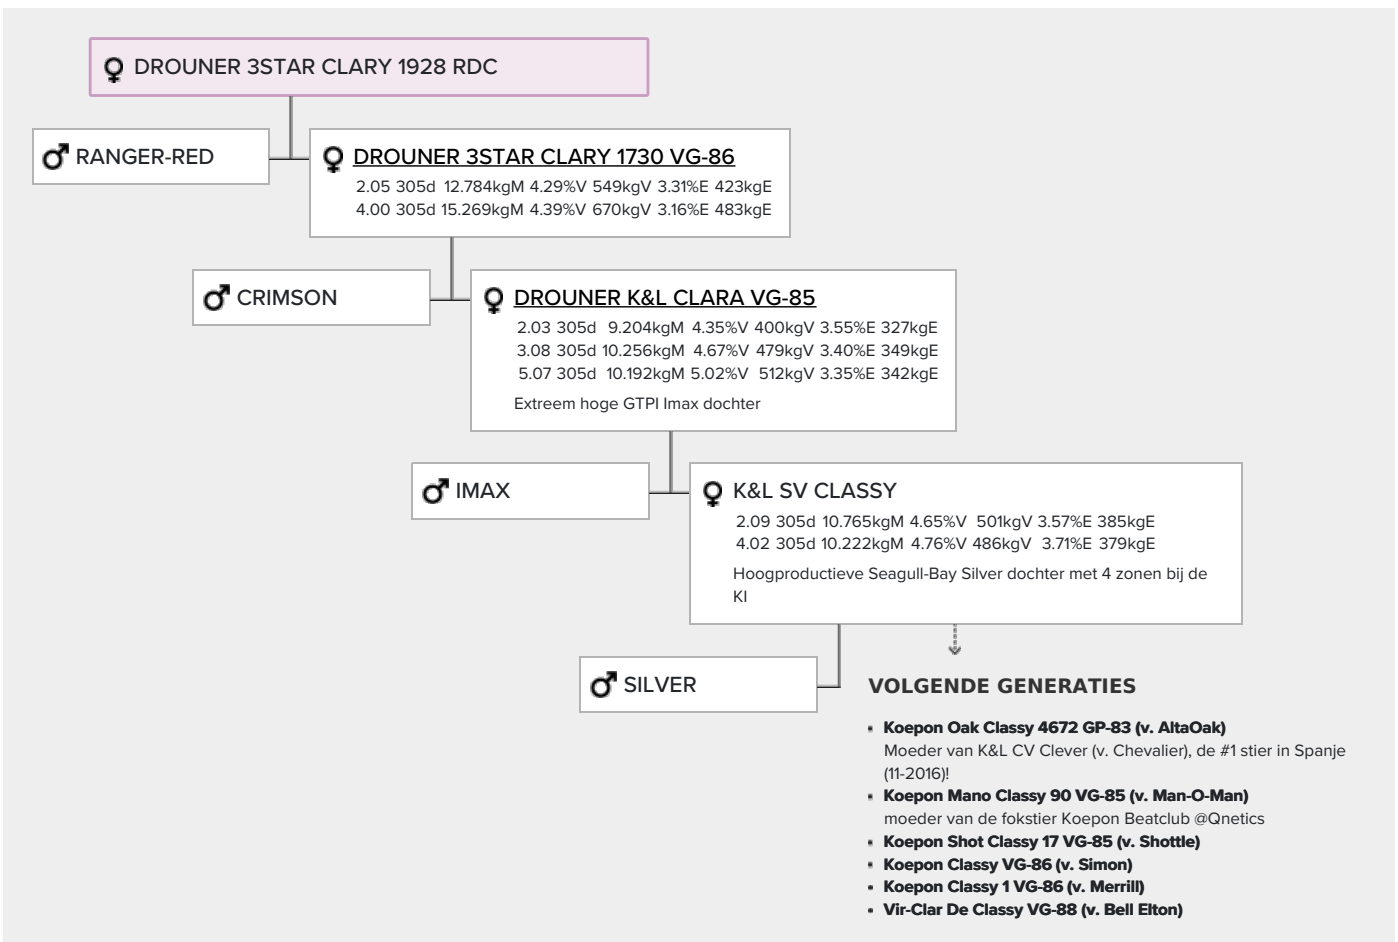 DROUNER 3STAR CLARY 1928 RDC
RANGER-RED
DROUNER 3STAR CLARY 1730 VG-86
2.05 305d 12.784kgM 4.29%V 549kgV 3.31%E 423kgE
4.00 305d 15.269kgM 4.39%V 670kgV 3.16%E 483kgE
CRIMSON
DROUNER K&L CLARA VG-85
2.03 305d 9.204kgM 4.35%V 400kgV 3.55%E 327kgE
3.08 305d 10.256kgM 4.67%V 479kgV 3.40%E 349kgE
5.07 305d 10.192kgM 5.02%V 512kgV 3.35%E 342kgE
Extreem hoge GTPI Imax dochter
IMAX
K&L SV CLASSY
2.09 305d 10.765kgM 4.65%V 501kgV 3.57%E 385kgE
4.02 305d 10.222kgM 4.76%V 486kgV 3.71%E 379kgE
Hoogproductieve Seagull-Bay Silver dochter met 4 zonen bij de
KI
SILVER
VOLGENDE GENERATIES
Koepon Oak Classy 4672 GP-83 (v. AltaOak)
Moeder van K&L CV Clever (v. Chevalier), de #1 stier in Spanje
(11-2016)!
Koepon Mano Classy 90 VG-85 (v. Man-O-Man)
moeder van de fokstier Koepon Beatclub @Qnetics
Koepon Shot Classy 17 VG-85 (v. Shottle)
Koepon Classy VG-86 (v. Simon)
Koepon Classy 1 VG-86 (v. Merrill)
Vir-Clar De Classy VG-88 (v. Bell Elton)